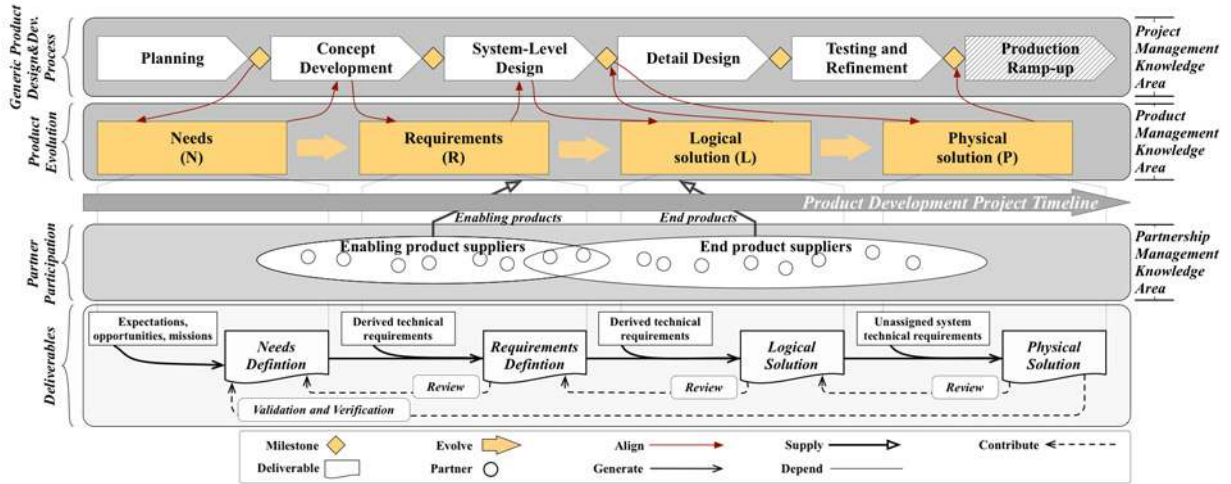 Generic Product
Design&Dev.
Process
Planning
Concept
Development
System-Level
Design
Detail Design
Testing and
Refinement
Production
Ramp-up
Project
Management
Knowledge
Area
Product
Evolution
Needs
(N)
Requirements
(R)
Logical
solution (L)
Physical
solution (P)
Product
Management
Knowledge
Area
Product Development Project Timeline
Enabling products
End products
Partner
Participation
Enabling product suppliers
End product suppliers
Partnership
Management
Knowledge
Area
Deliverables
Expectations,
opportunities, missions
Needs
Defintion
Derived technical
requirements
Requirements
Defintion
Derived technical
requirements
Logical
Solution
Unassigned system
technical requirements
Physical
Solution
Review
Review
Review
Validation and Verification
Milestone
Evolve
Align
Supply
Contribute
Deliverable
Partner
Generate
Depend